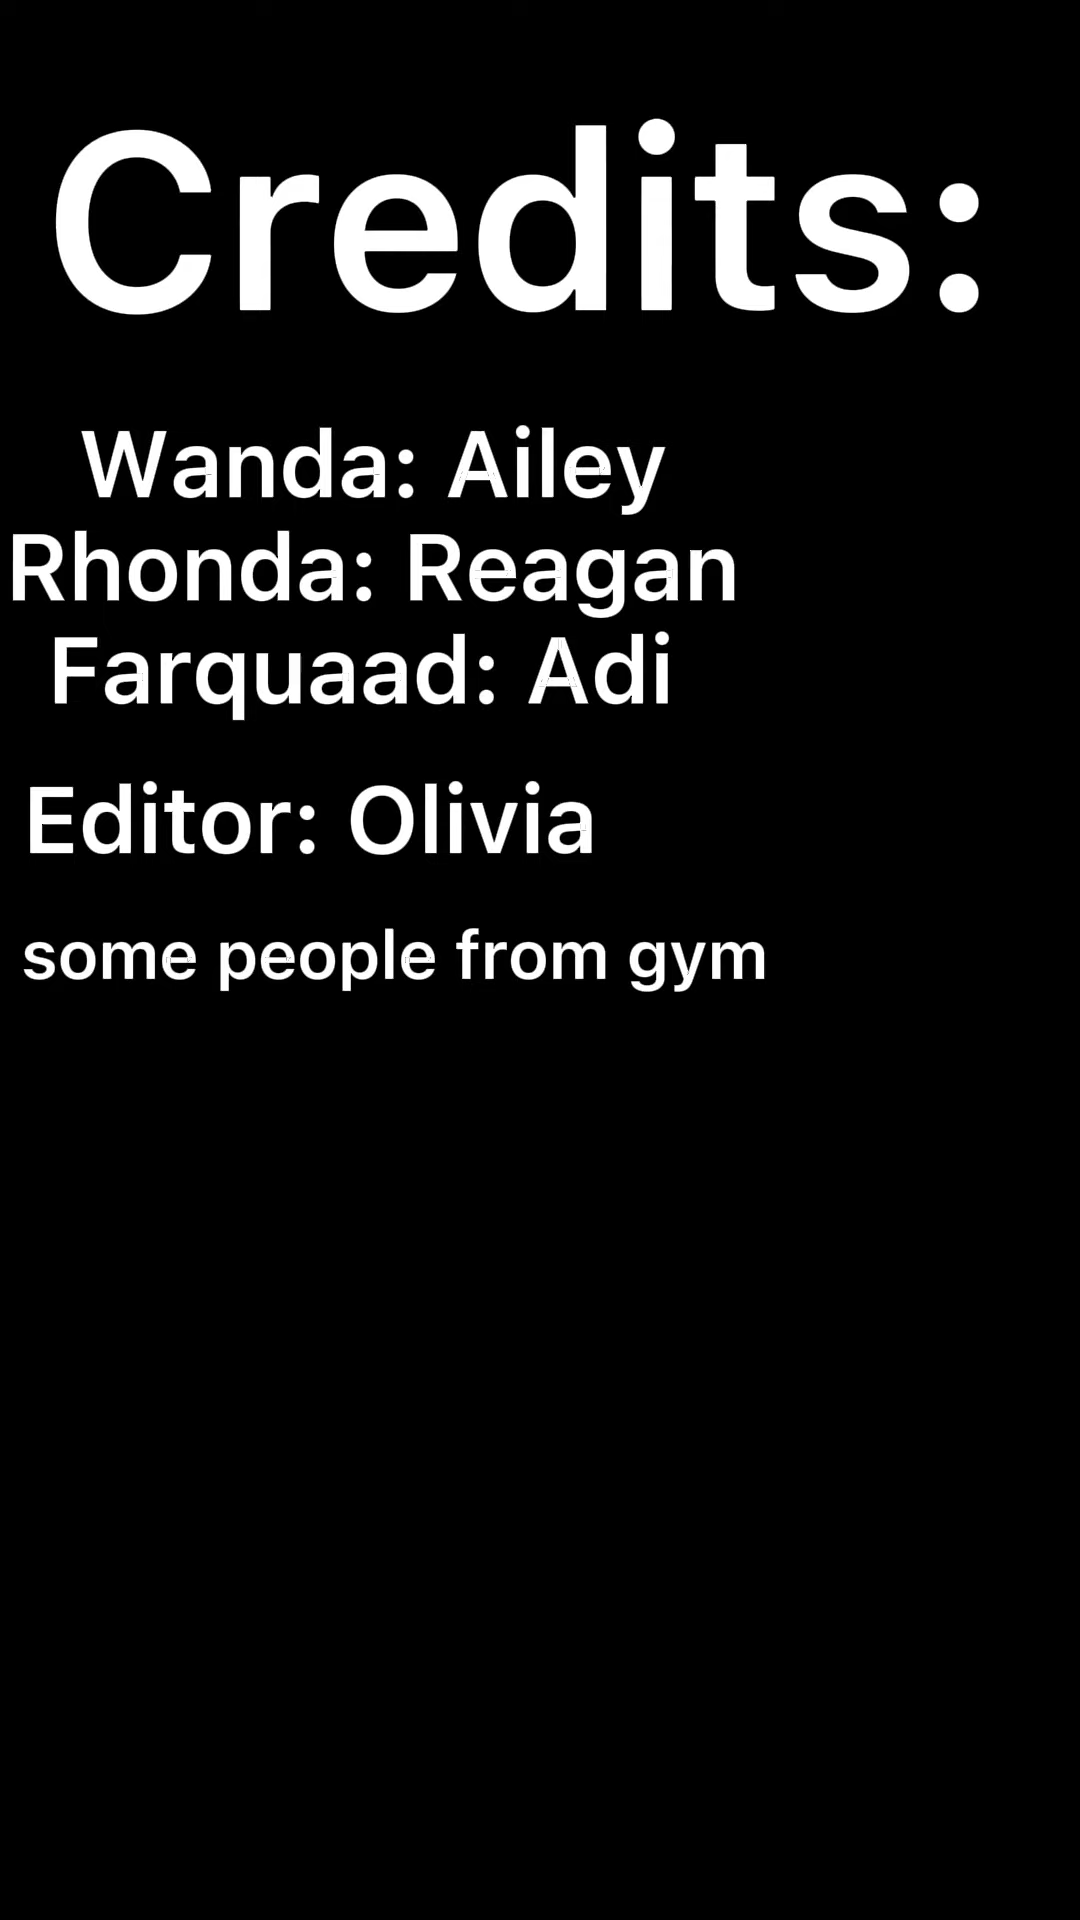 Credits:
Wanda: Ailey
Rhonda: Reagan
Farquaad: Adi
Editor: Olivia
some people from gym